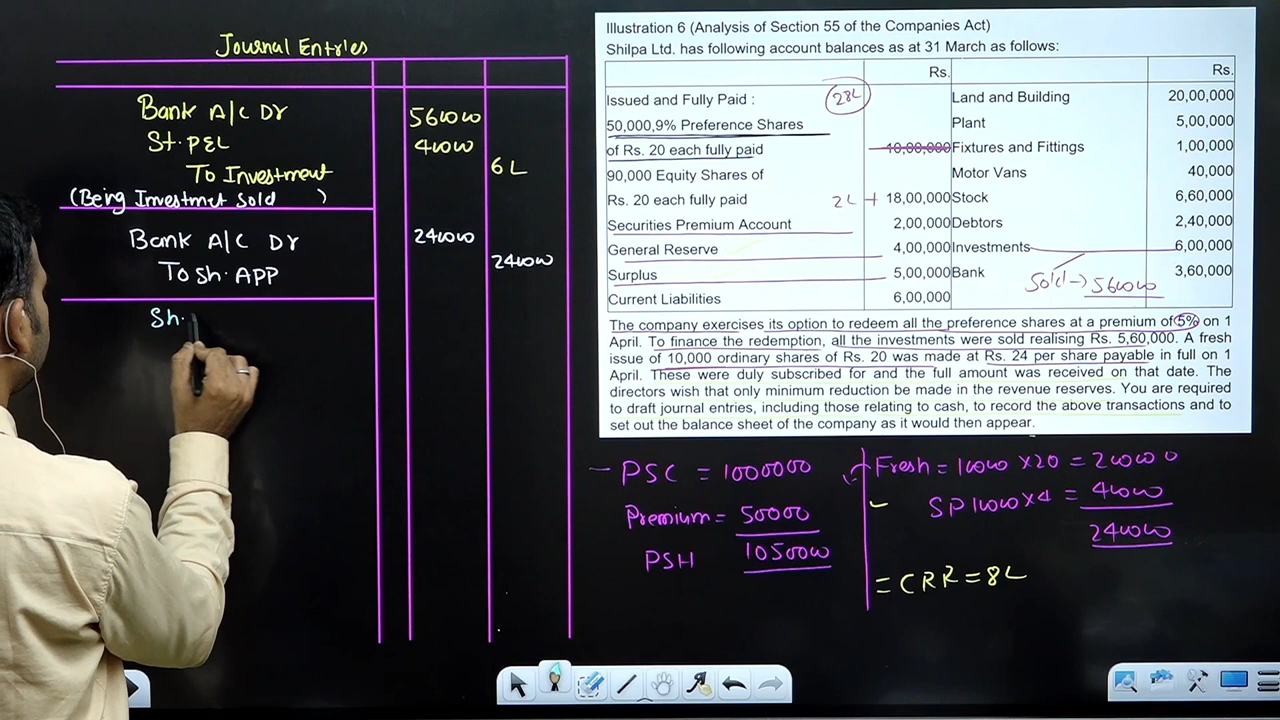 Journal Entries
Bank A/C Dr 560000
St. P&L 40000
To Investment 6L
(Being Investmet Sold )
Bank A/C Dr 240000
To Sh. APP 240000
Sh.
Illustration 6 (Analysis of Section 55 of the Companies Act)
Shilpa Ltd. has following account balances as at 31 March as follows:
Rs. Rs.
Issued and Fully Paid : 28L Land and Building 20,00,000
50,000,9% Preference Shares Plant 5,00,000
of Rs. 20 each fully paid 10,00,000 Fixtures and Fittings 1,00,000
90,000 Equity Shares of Motor Vans 40,000
Rs. 20 each fully paid 2L + 18,00,000 Stock 6,60,000
Securities Premium Account 2,00,000 Debtors 2,40,000
General Reserve 4,00,000 Investments 6,00,000
Surplus 5,00,000 Bank 3,60,000
Sold → 560000
Current Liabilities 6,00,000
The company exercises its option to redeem all the preference shares at a premium of 5% on 1
April. To finance the redemption, all the investments were sold realising Rs. 5,60,000. A fresh
issue of 10,000 ordinary shares of Rs. 20 was made at Rs. 24 per share payable in full on 1
April. These were duly subscribed for and the full amount was received on that date. The
directors wish that only minimum reduction be made in the revenue reserves. You are required
to draft journal entries, including those relating to cash, to record the above transactions and to
set out the balance sheet of the company as it would then appear.
– PSC = 1000000
Premium = 50000
PSH 1050000
Fresh = 10000 x 20 = 200000
SP 10000 x 4 = 40000
240000
= CRR = 8L